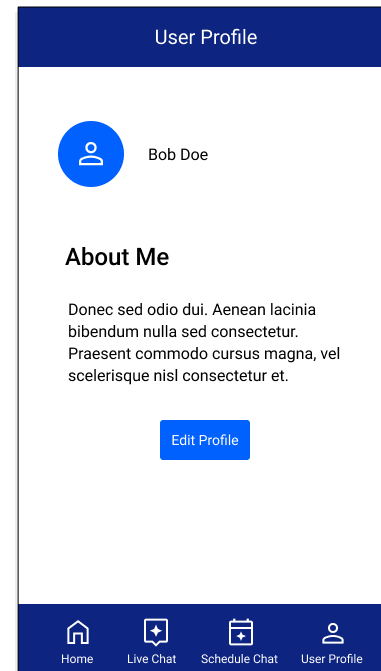 User Profile
Bob Doe
About Me
Donec sed odio dui. Aenean lacinia
bibendum nulla sed consectetur.
Praesent commodo cursus magna, vel
scelerisque nisl consectetur et.
Edit Profile
Home
Live Chat
Schedule Chat
User Profile